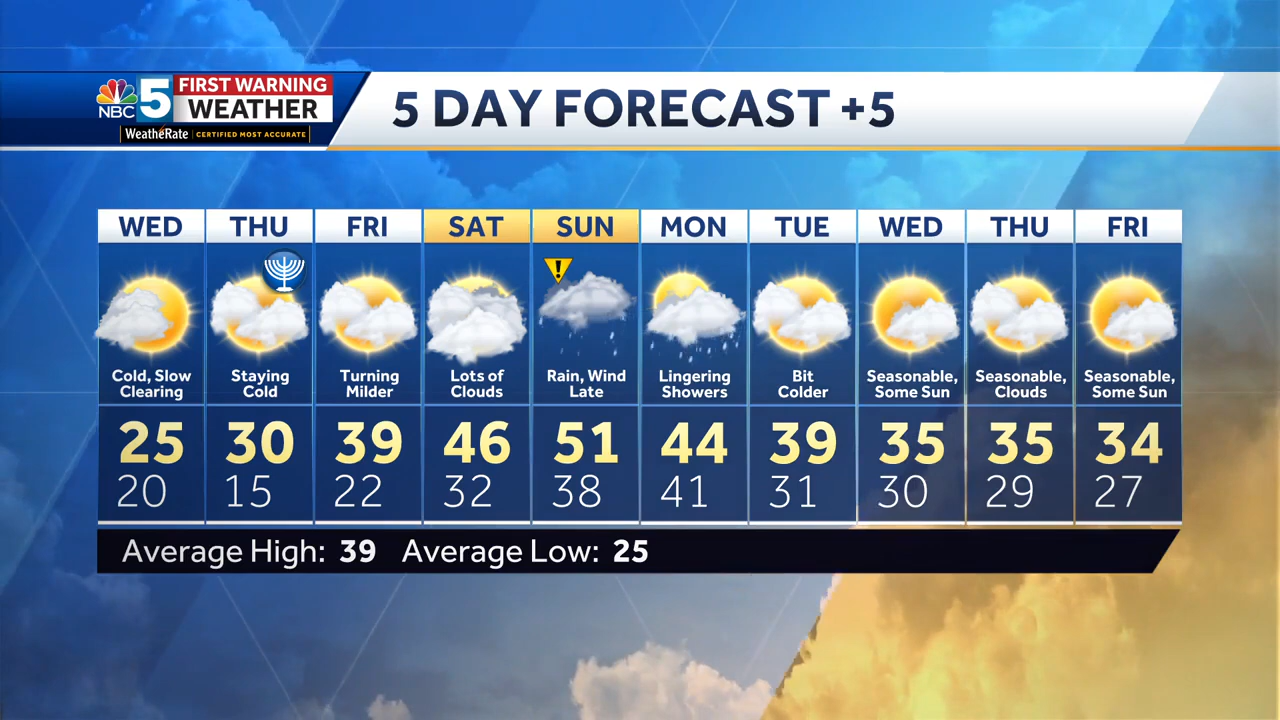 NBC 5 FIRST WARNING WEATHER
WeatheRate CERTIFIED MOST ACCURATE
5 DAY FORECAST +5
WED THU FRI SAT SUN MON TUE WED THU FRI
!
Cold, Slow Clearing
Staying Cold
Turning Milder
Lots of Clouds
Rain, Wind Late
Lingering Showers
Bit Colder
Seasonable, Some Sun
Seasonable, Clouds
Seasonable, Some Sun
25 30 39 46 51 44 39 35 35 34
20 15 22 32 38 41 31 30 29 27
Average High: 39 Average Low: 25